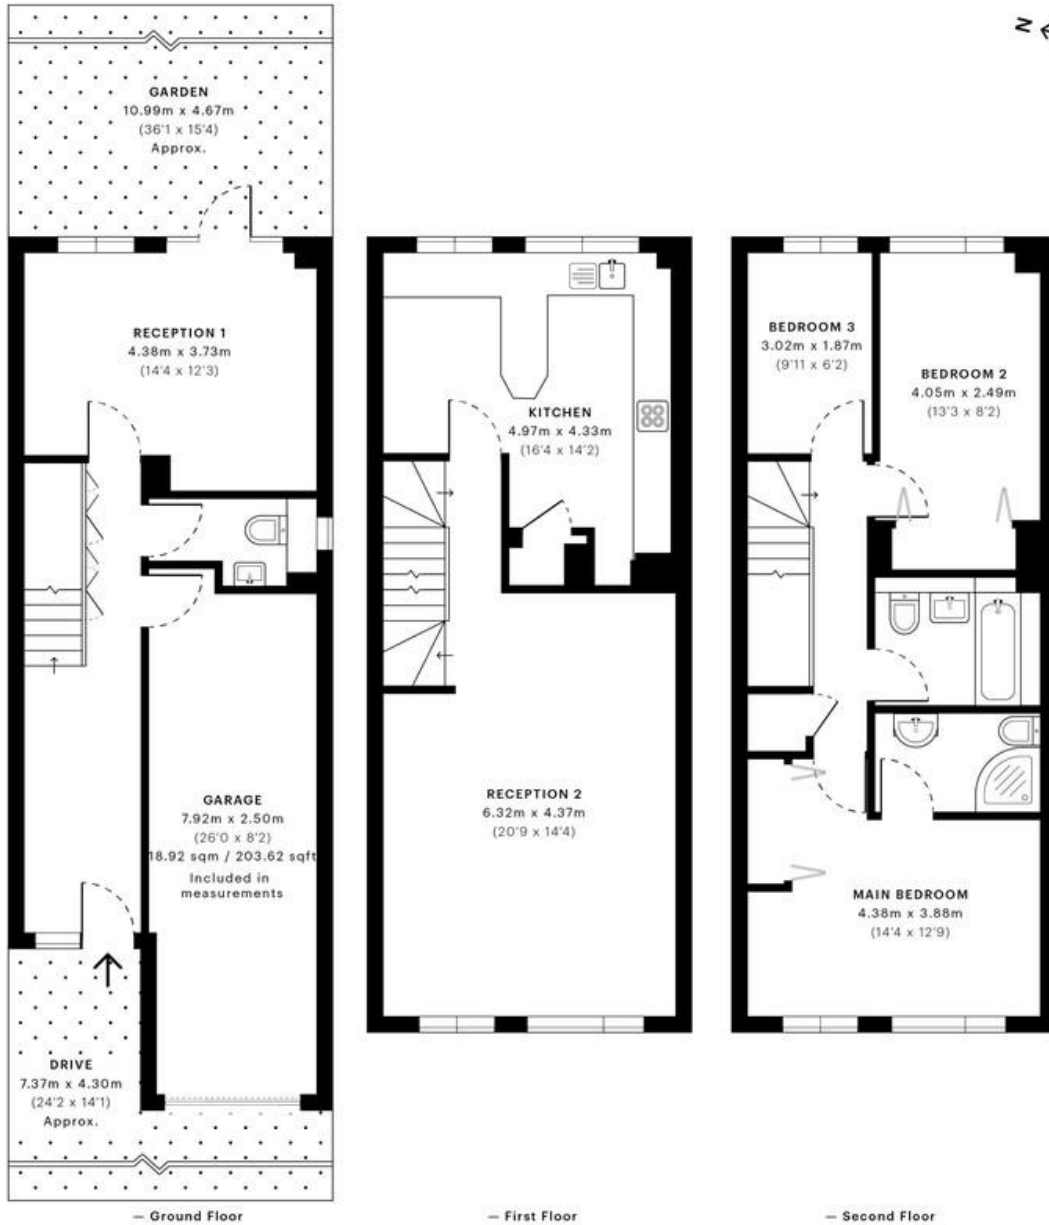 N
GARDEN
10.99m x 4.67m
(36'1 x 15'4)
Approx.
RECEPTION 1
4.38m x 3.73m
(14'4 x 12'3)
GARAGE
7.92m x 2.50m
(26'0 x 8'2)
18.92 sqm / 203.62 sqft
Included in
measurements
DRIVE
7.37m x 4.30m
(24'2 x 14'1)
Approx.
— Ground Floor
KITCHEN
4.97m x 4.33m
(16'4 x 14'2)
RECEPTION 2
6.32m x 4.37m
(20'9 x 14'4)
— First Floor
BEDROOM 3
3.02m x 1.87m
(9'11 x 6'2)
BEDROOM 2
4.05m x 2.49m
(13'3 x 8'2)
MAIN BEDROOM
4.38m x 3.88m
(14'4 x 12'9)
— Second Floor